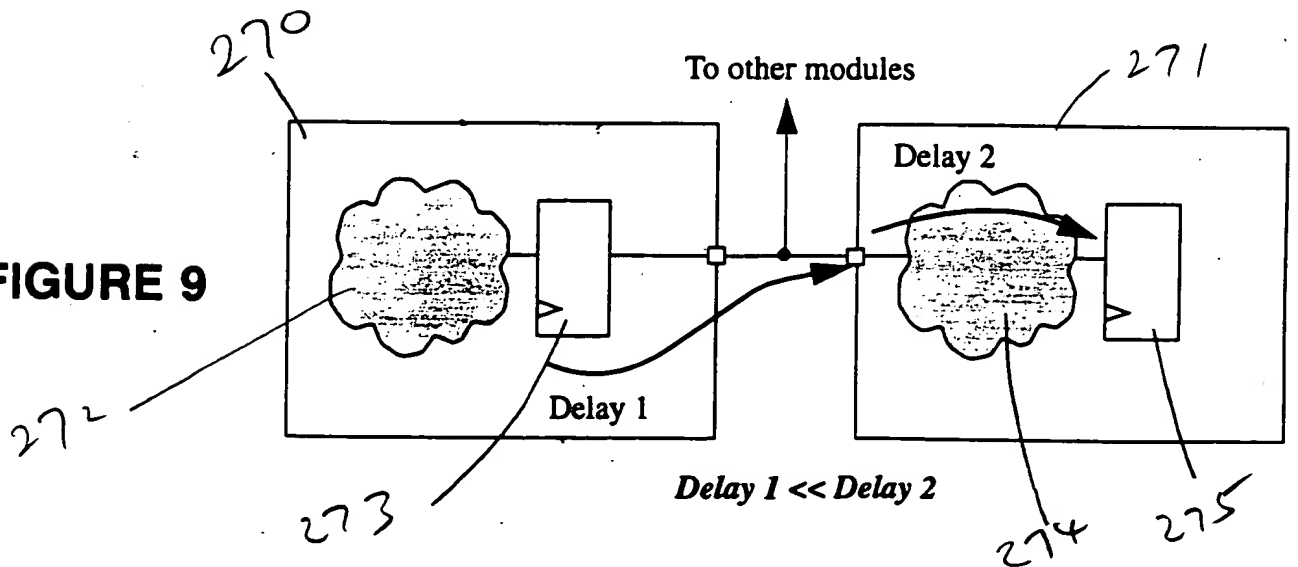 270
To other modules
271
Delay 2
FIGURE 9
Delay 1
272
Delay 1 << Delay 2
273
274
275